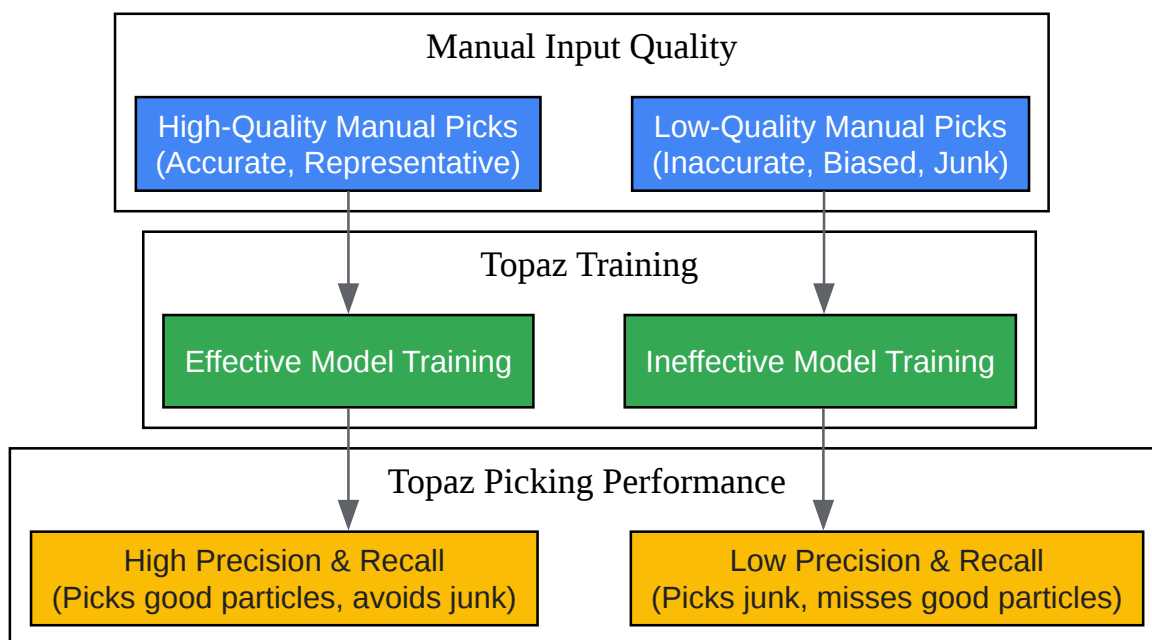 Manual Input Quality
High-Quality Manual Picks
(Accurate, Representative)
Low-Quality Manual Picks
(Inaccurate, Biased, Junk)
Topaz Training
Effective Model Training
Ineffective Model Training
Topaz Picking Performance
High Precision & Recall
(Picks good particles, avoids junk)
Low Precision & Recall
(Picks junk, misses good particles)